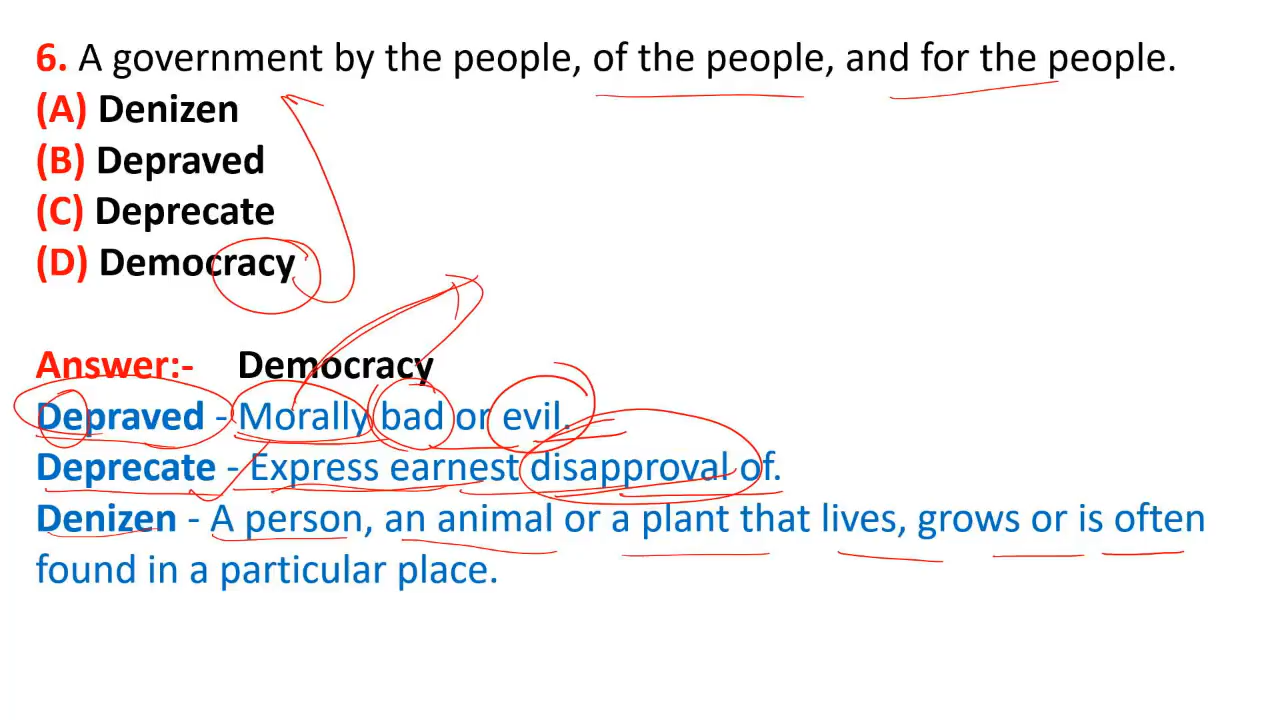 6. A government by the people, of the people, and for the people.
(A) Denizen
(B) Depraved
(C) Deprecate
(D) Democracy
Answer:- Democracy
Depraved - Morally bad or evil.
Deprecate - Express earnest disapproval of.
Denizen - A person, an animal or a plant that lives, grows or is often
found in a particular place.